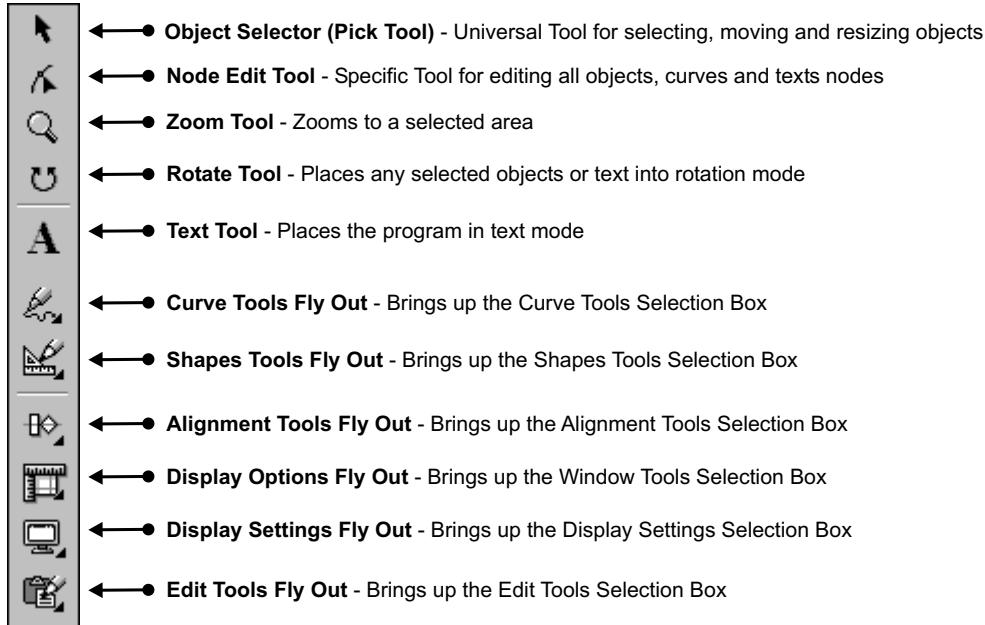 Object Selector (Pick Tool) - Universal Tool for selecting, moving and resizing objects
Node Edit Tool - Specific Tool for editing all objects, curves and texts nodes
Zoom Tool - Zooms to a selected area
Rotate Tool - Places any selected objects or text into rotation mode
A Text Tool - Places the program in text mode
Curve Tools Fly Out - Brings up the Curve Tools Selection Box
Shapes Tools Fly Out - Brings up the Shapes Tools Selection Box
Alignment Tools Fly Out - Brings up the Alignment Tools Selection Box
Display Options Fly Out - Brings up the Window Tools Selection Box
Display Settings Fly Out - Brings up the Display Settings Selection Box
Edit Tools Fly Out - Brings up the Edit Tools Selection Box